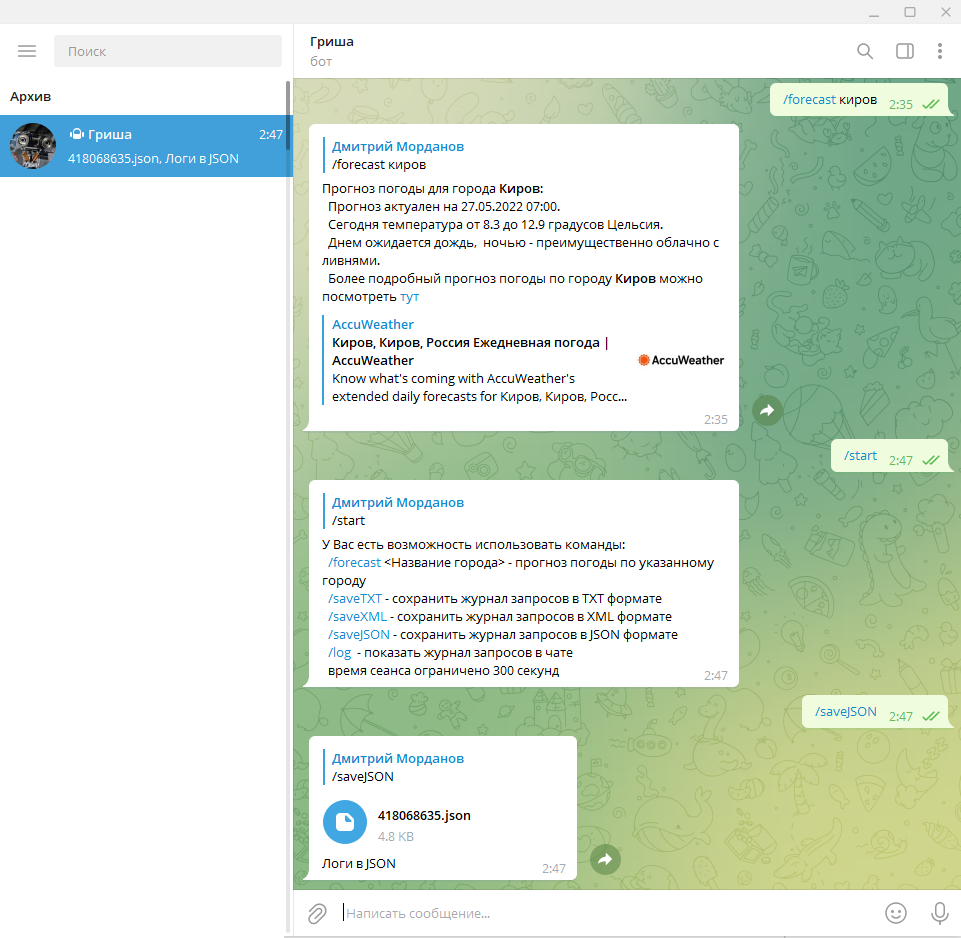 Поиск
Архив
Гриша
2:47
418068635.json, Логи в JSON
Гриша
бот
/forecast киров
2:35
Дмитрий Морданов
/forecast киров
Прогноз погоды для города Киров:
Прогноз актуален на 27.05.2022 07:00.
Сегодня температура от 8.3 до 12.9 градусов Цельсия.
Днем ожидается дождь, ночью - преимущественно облачно с
ливнями.
Более подробный прогноз погоды по городу Киров можно
посмотреть тут
AccuWeather
Киров, Киров, Россия Ежедневная погода |
AccuWeather
AccuWeather
Know what's coming with AccuWeather's
extended daily forecasts for Киров, Киров, Росс...
2:35
/start
2:47
Дмитрий Морданов
/start
У Вас есть возможность использовать команды:
/forecast <Название города> - прогноз погоды по указанному
городу
/saveTXT - сохранить журнал запросов в TXT формате
/saveXML - сохранить журнал запросов в XML формате
/saveJSON - сохранить журнал запросов в JSON формате
/log - показать журнал запросов в чате
время сеанса ограничено 300 секунд
2:47
/saveJSON
2:47
Дмитрий Морданов
/saveJSON
418068635.json
4.8 KB
Логи в JSON
2:47
Написать сообщение...